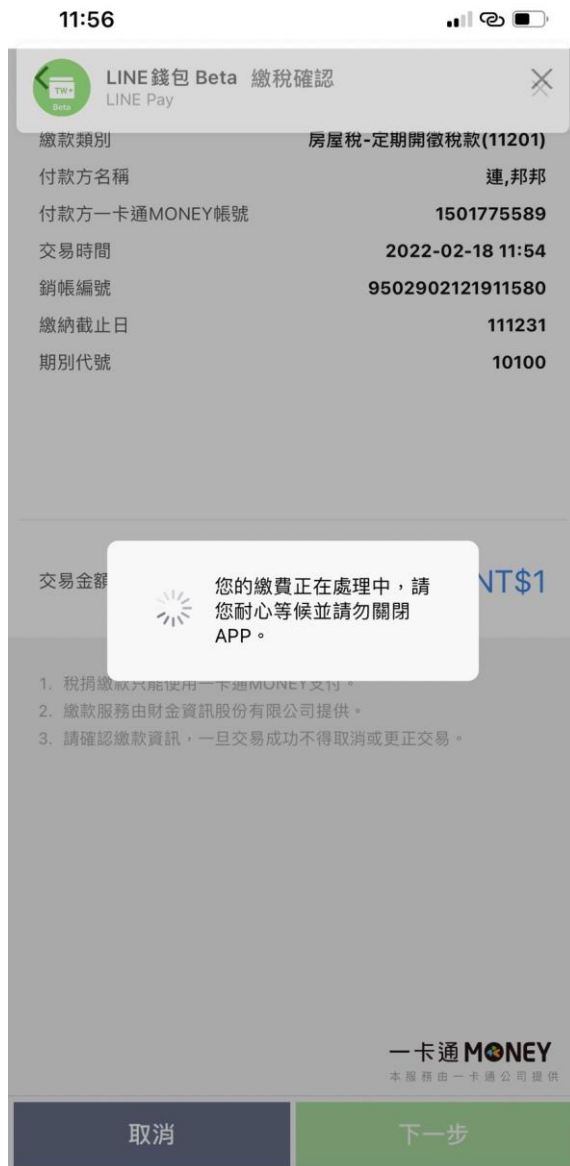 11:56
LINE錢包 Beta 繳稅確認
TW+
Beta
LINE Pay
繳款類別 房屋稅-定期開徵稅款(11201)
付款方名稱 連,邦邦
付款方一卡通MONEY帳號 1501775589
交易時間 2022-02-18 11:54
銷帳編號 9502902121911580
繳納截止日 111231
期別代號 10100
交易金額 NT$1
您的繳費正在處理中，請
您耐心等候並請勿關閉
APP。
1. 稅捐繳款只能使用一卡通MONEY支付。
2. 繳款服務由財金資訊股份有限公司提供。
3. 請確認繳款資訊，一旦交易成功不得取消或更正交易。
一卡通 MONEY
本服務由一卡通公司提供
取消 下一步